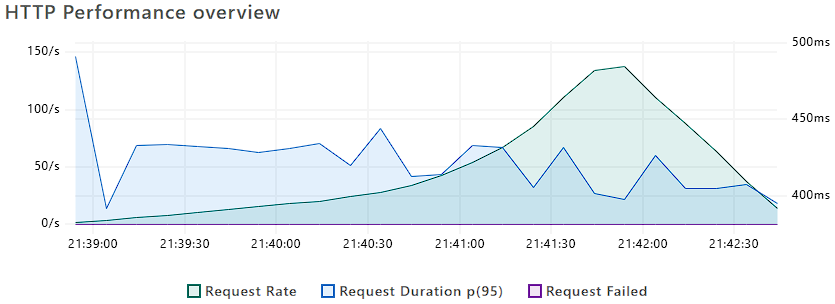 HTTP Performance overview
150/s
500ms
100/s
450ms
50/s
400ms
0/s
21:39:00 21:39:30 21:40:00 21:40:30 21:41:00 21:41:30 21:42:00 21:42:30
Request Rate Request Duration p(95) Request Failed